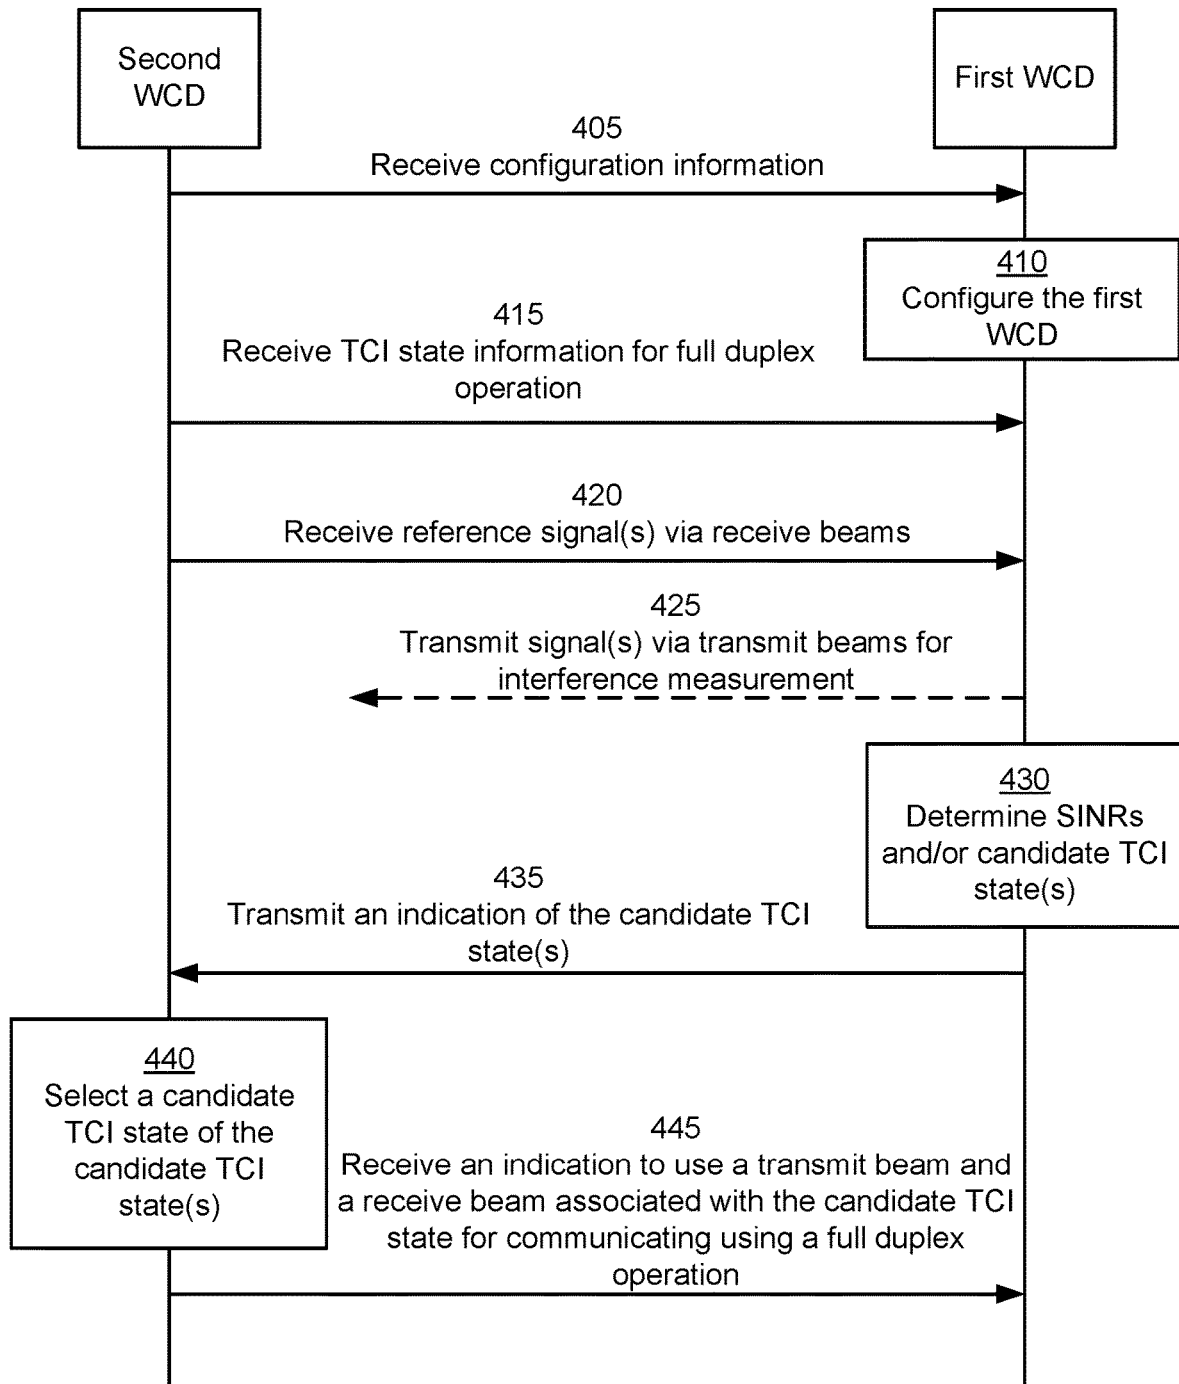 Second
WCD
First WCD
405
Receive configuration information
410
Configure the first
WCD
415
Receive TCI state information for full duplex
operation
420
Receive reference signal(s) via receive beams
425
Transmit signal(s) via transmit beams for
interference measurement
430
Determine SINRs
and/or candidate TCI
state(s)
435
Transmit an indication of the candidate TCI
state(s)
440
Select a candidate
TCI state of the
candidate TCI
state(s)
445
Receive an indication to use a transmit beam and
a receive beam associated with the candidate TCI
state for communicating using a full duplex
operation